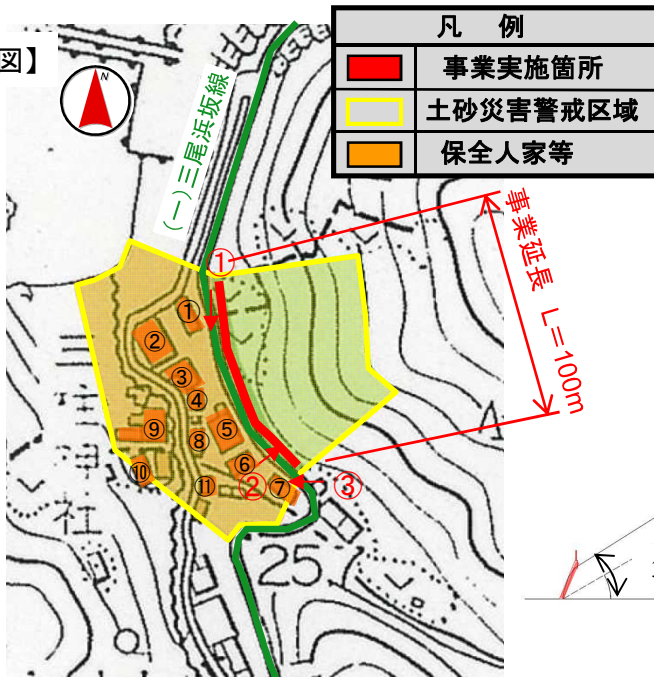 図】
N
凡 例
事業実施箇所
土砂災害警戒区域
保全人家等
(一)三尾浜坂線
事業延長 L=100m
①
①
②
③
④
⑤
⑥
⑦
⑧
⑨
⑩
⑪
②
③
神
社
25